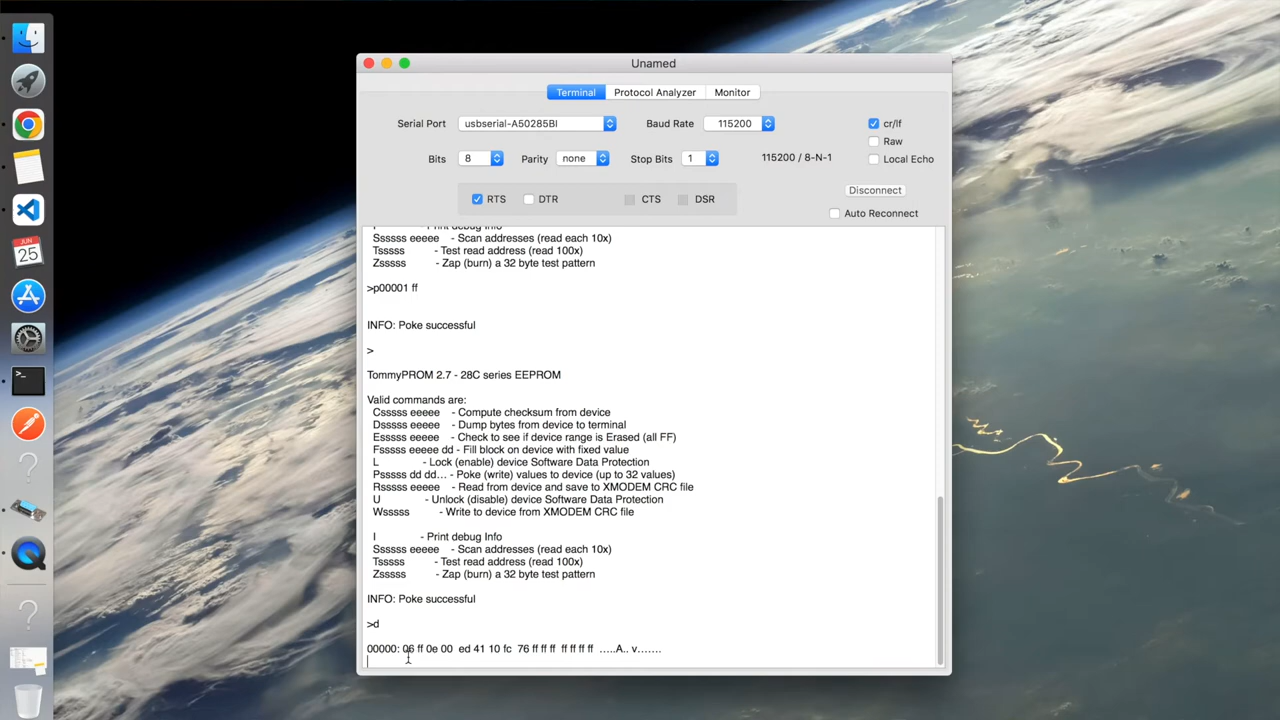 Unamed
Terminal Protocol Analyzer Monitor
Serial Port usbserial-A50285BI Baud Rate 115200 cr/lf
Raw
Bits 8 Parity none Stop Bits 1 115200 / 8-N-1 Local Echo
Disconnect
RTS DTR CTS DSR
Auto Reconnect
Ssssss eeeee - Scan addresses (read each 10x)
Tsssss - Test read address (read 100x)
Zsssss - Zap (burn) a 32 byte test pattern
>p00001 ff
INFO: Poke successful
>
TommyPROM 2.7 - 28C series EEPROM
Valid commands are:
Csssss eeeee - Compute checksum from device
Dsssss eeeee - Dump bytes from device to terminal
Esssss eeeee - Check to see if device range is Erased (all FF)
Fsssss eeeee dd - Fill block on device with fixed value
L - Lock (enable) device Software Data Protection
Psssss dd dd... - Poke (write) values to device (up to 32 values)
Rsssss eeeee - Read from device and save to XMODEM CRC file
U - Unlock (disable) device Software Data Protection
Wsssss - Write to device from XMODEM CRC file
I - Print debug Info
Ssssss eeeee - Scan addresses (read each 10x)
Tsssss - Test read address (read 100x)
Zsssss - Zap (burn) a 32 byte test pattern
INFO: Poke successful
>d
00000: 06 ff 0e 00 ed 41 10 fc 76 ff ff ff ff ff ff ff .....A.. v.......
JUN
25